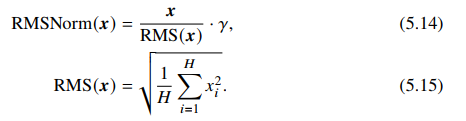 RMSNorm(x) = x / RMS(x) · γ, (5.14)
RMS(x) = √(1/H ∑_{i=1}^{H} x_i^2). (5.15)